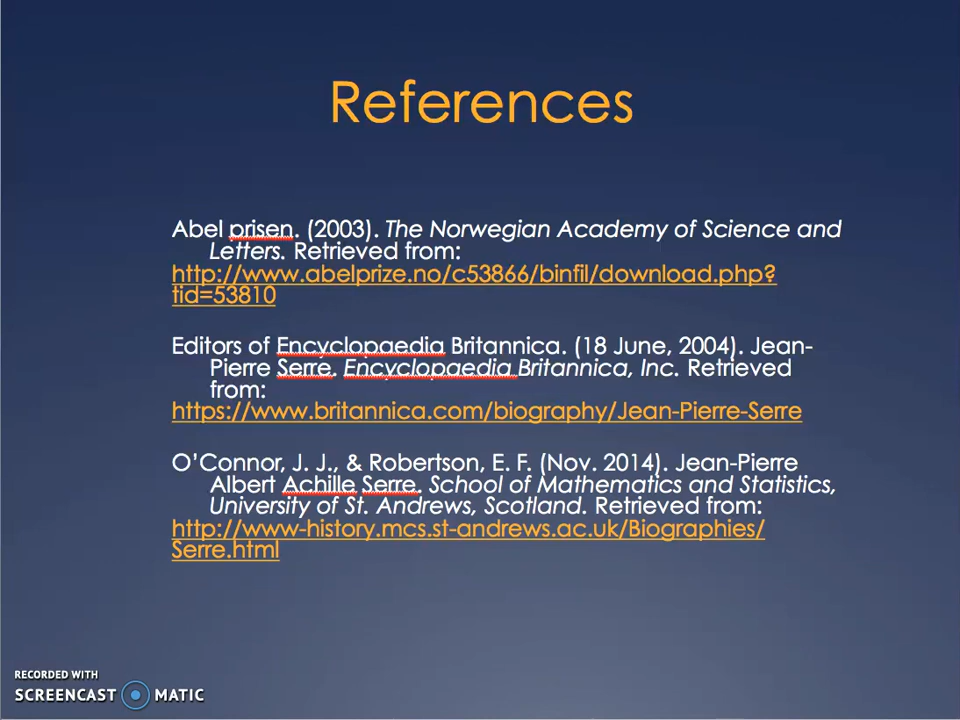 References
Abel prisen. (2003). The Norwegian Academy of Science and
Letters. Retrieved from:
http://www.abelprize.no/c53866/binfil/download.php?
tid=53810
Editors of Encyclopaedia Britannica. (18 June, 2004). Jean-
Pierre Serre. Encyclopaedia Britannica, Inc. Retrieved
from:
https://www.britannica.com/biography/Jean-Pierre-Serre
O’Connor, J. J., & Robertson, E. F. (Nov. 2014). Jean-Pierre
Albert Achille Serre. School of Mathematics and Statistics,
University of St. Andrews, Scotland. Retrieved from:
http://www-history.mcs.st-andrews.ac.uk/Biographies/
Serre.html
RECORDED WITH
SCREENCAST MATIC